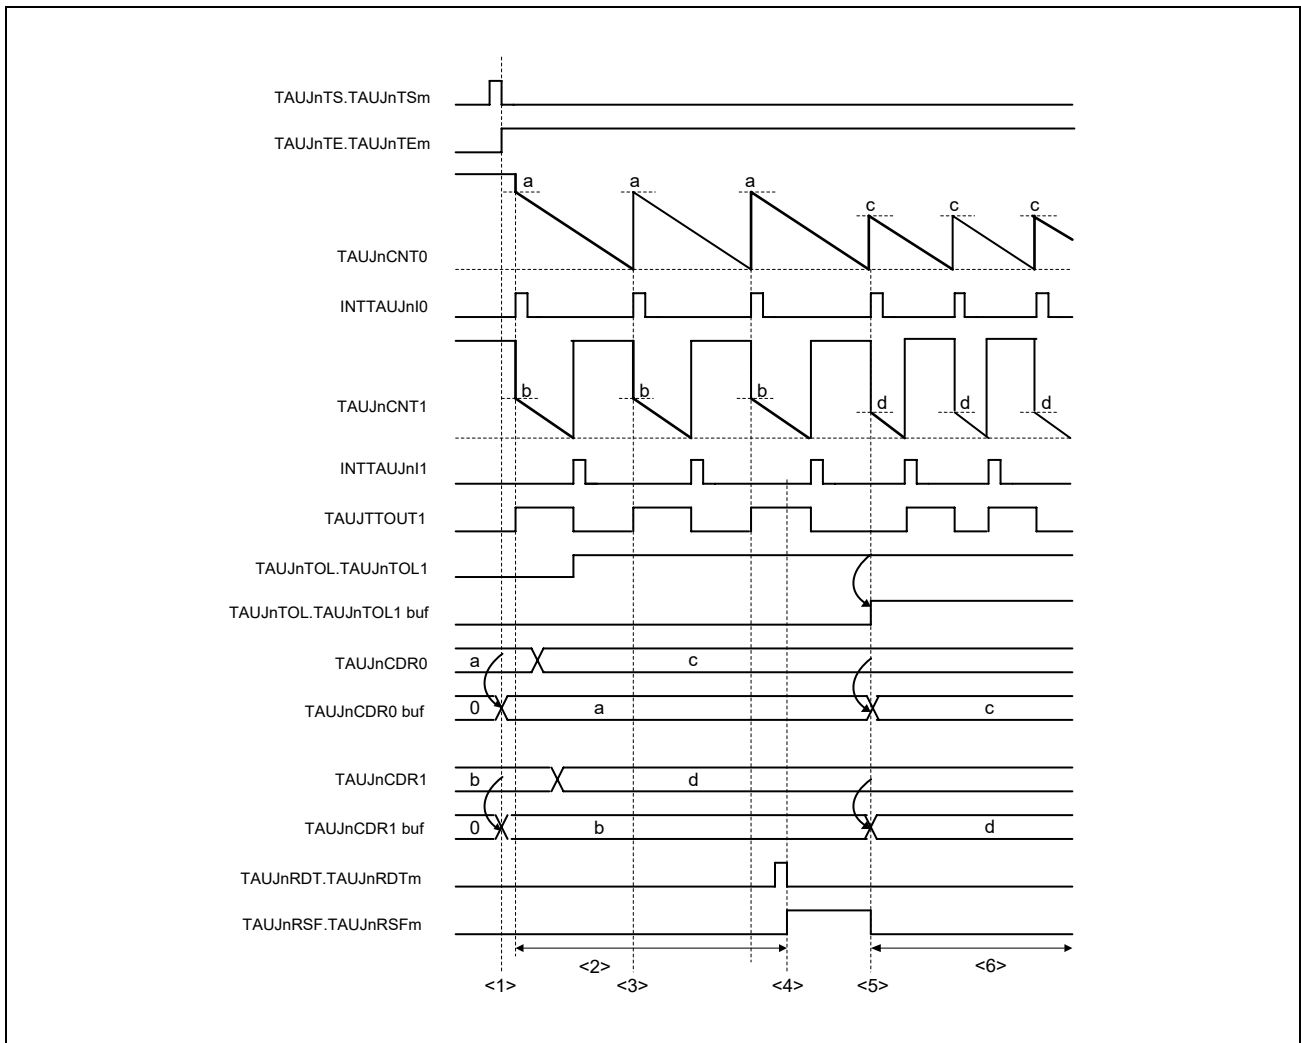 TAUJnTS.TAUJnTSm
TAUJnTE.TAUJnTEm
a a a
c c c
TAUJnCNT0
INTTAUJnI0
b b b
d d d
TAUJnCNT1
INTTAUJnI1
TAUJTTOUT1
TAUJnTOL.TAUJnTOL1
TAUJnTOL.TAUJnTOL1 buf
TAUJnCDR0 a c
TAUJnCDR0 buf 0 a c
TAUJnCDR1 b d
TAUJnCDR1 buf 0 b d
TAUJnRDT.TAUJnRDTm
TAUJnRSF.TAUJnRSFm
<2> <6>
<1> <3> <4> <5>